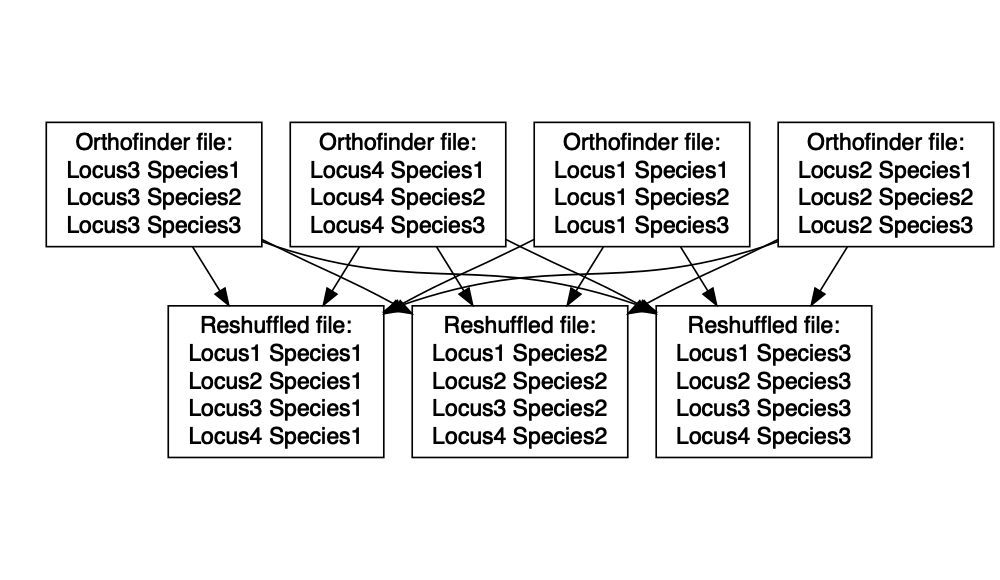 Orthofinder file:
Locus3 Species1
Locus3 Species2
Locus3 Species3
Orthofinder file:
Locus4 Species1
Locus4 Species2
Locus4 Species3
Orthofinder file:
Locus1 Species1
Locus1 Species2
Locus1 Species3
Orthofinder file:
Locus2 Species1
Locus2 Species2
Locus2 Species3
Reshuffled file:
Locus1 Species1
Locus2 Species1
Locus3 Species1
Locus4 Species1
Reshuffled file:
Locus1 Species2
Locus2 Species2
Locus3 Species2
Locus4 Species2
Reshuffled file:
Locus1 Species3
Locus2 Species3
Locus3 Species3
Locus4 Species3